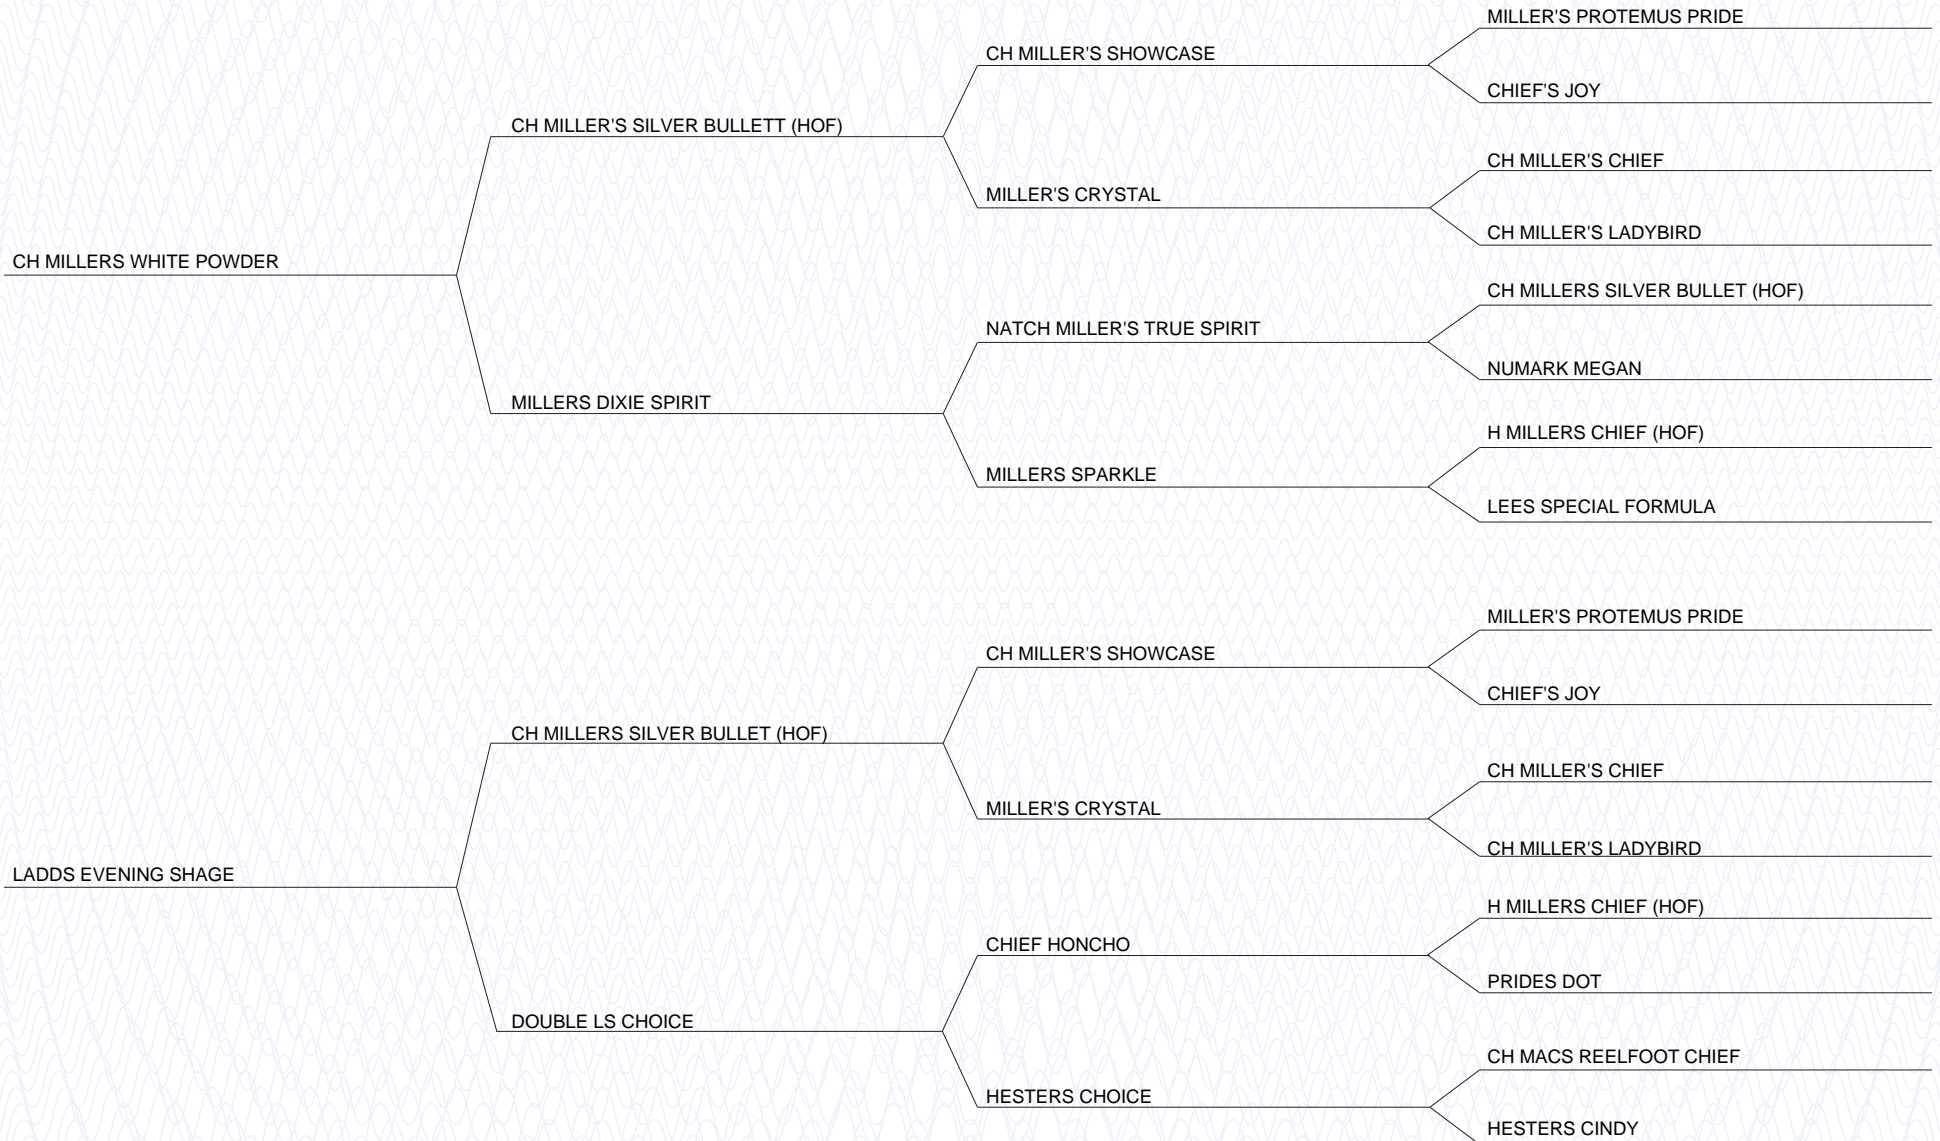 MILLER'S PROTEMUS PRIDE
CH MILLER'S SHOWCASE
CHIEF'S JOY
CH MILLER'S SILVER BULLETT (HOF)
CH MILLER'S CHIEF
MILLER'S CRYSTAL
CH MILLER'S LADYBIRD
CH MILLERS WHITE POWDER
CH MILLERS SILVER BULLET (HOF)
NATCH MILLER'S TRUE SPIRIT
NUMARK MEGAN
MILLERS DIXIE SPIRIT
H MILLERS CHIEF (HOF)
MILLERS SPARKLE
LEES SPECIAL FORMULA
MILLER'S PROTEMUS PRIDE
CH MILLER'S SHOWCASE
CHIEF'S JOY
CH MILLERS SILVER BULLET (HOF)
CH MILLER'S CHIEF
MILLER'S CRYSTAL
CH MILLER'S LADYBIRD
LADDS EVENING SHAGE
H MILLERS CHIEF (HOF)
CHIEF HONCHO
PRIDES DOT
DOUBLE LS CHOICE
CH MACS REELFOOT CHIEF
HESTERS CHOICE
HESTERS CINDY